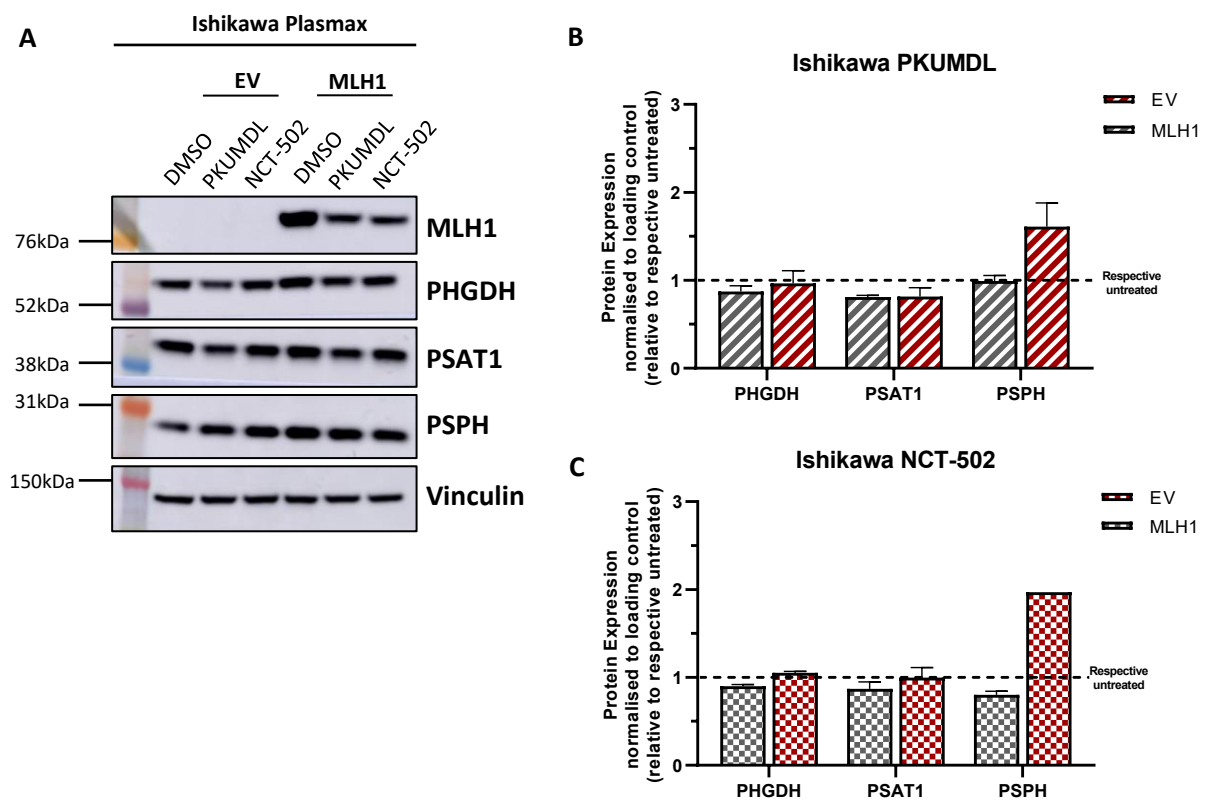 A
Ishikawa Plasmax
EV
MLH1
DMSO
PKUMDL
NCT-502
DMSO
PKUMDL
NCT-502
76kDa
MLH1
52kDa
PHGDH
38kDa
PSAT1
31kDa
PSPH
150kDa
Vinculin
B
Ishikawa PKUMDL
Protein Expression
normalised to loading control
(relative to respective untreated)
3
2
1
0
PHGDH
PSAT1
PSPH
EV
MLH1
Respective
untreated
C
Ishikawa NCT-502
Protein Expression
normalised to loading control
(relative to respective untreated)
3
2
1
0
PHGDH
PSAT1
PSPH
EV
MLH1
Respective
untreated